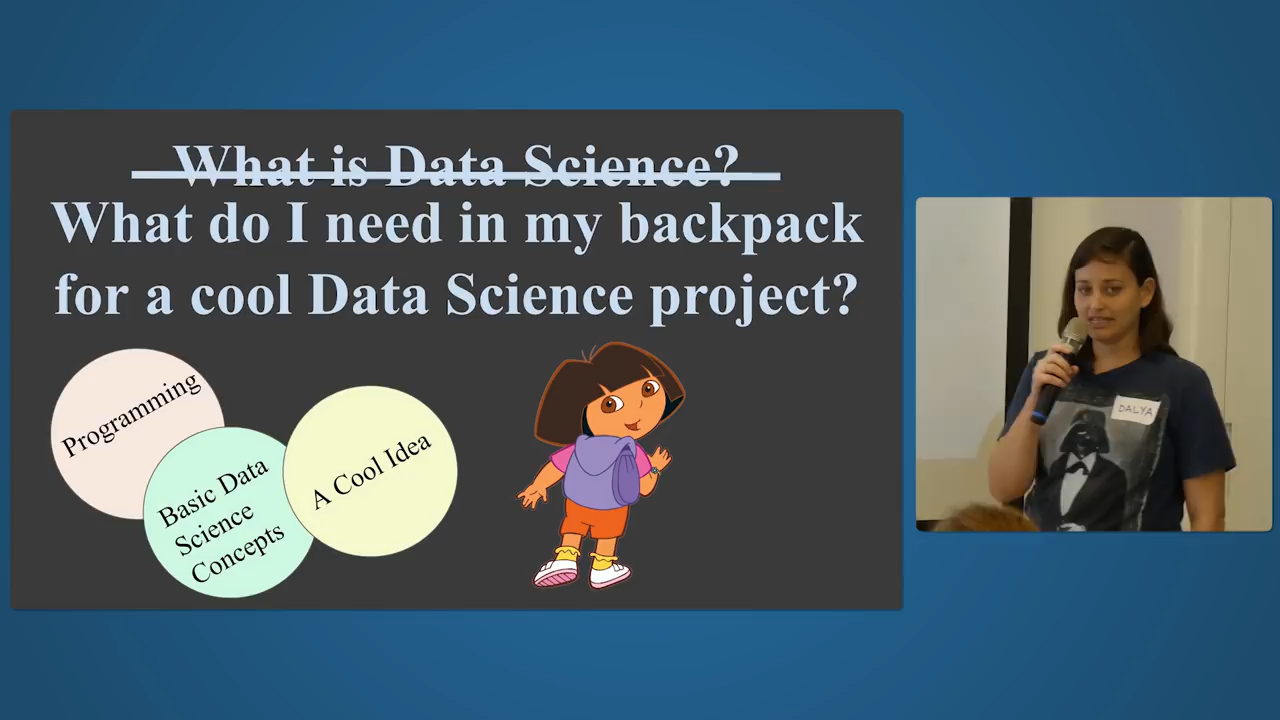 What is Data Science?
What do I need in my backpack
for a cool Data Science project?
Programming
Basic Data
Science
Concepts
A Cool Idea
DALYA